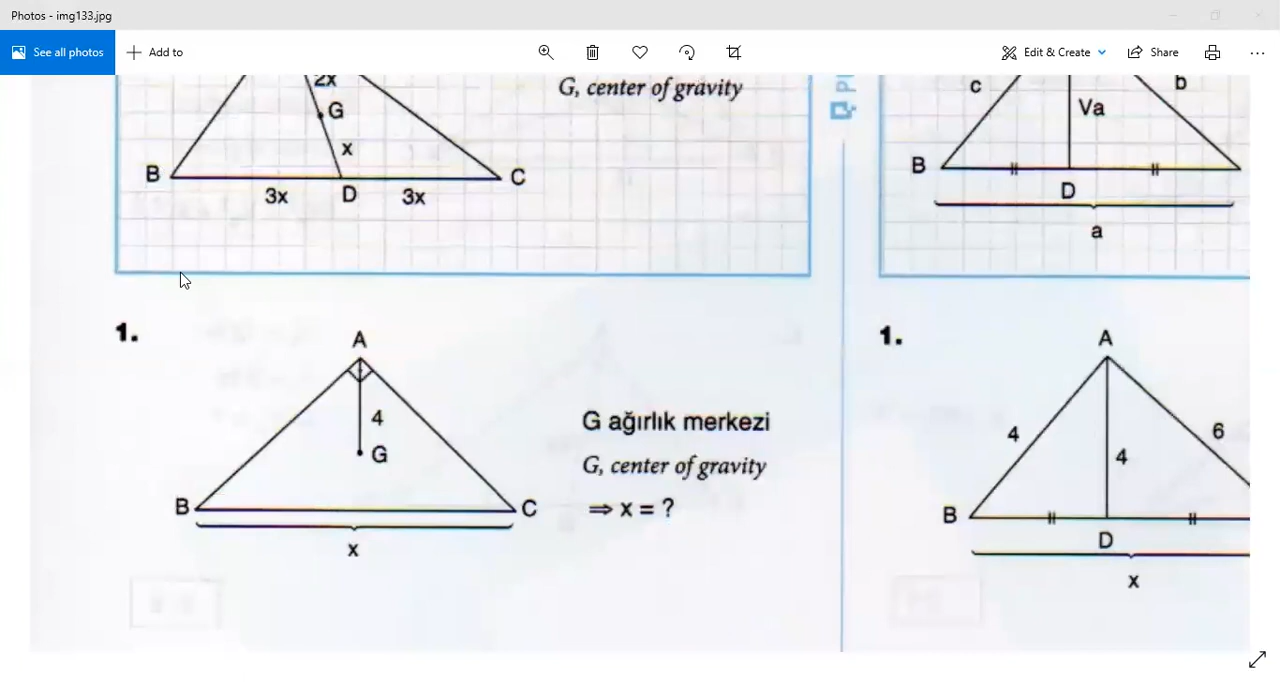 Photos - img133.jpg
See all photos
Add to
Edit & Create
Share
2x
G, center of gravity
G
x
B
C
3x
D
3x
c
b
Va
B
D
a
1.
A
4
G
B
C
x
G ağırlık merkezi
G, center of gravity
⇒ x = ?
1.
A
4
6
4
B
D
x